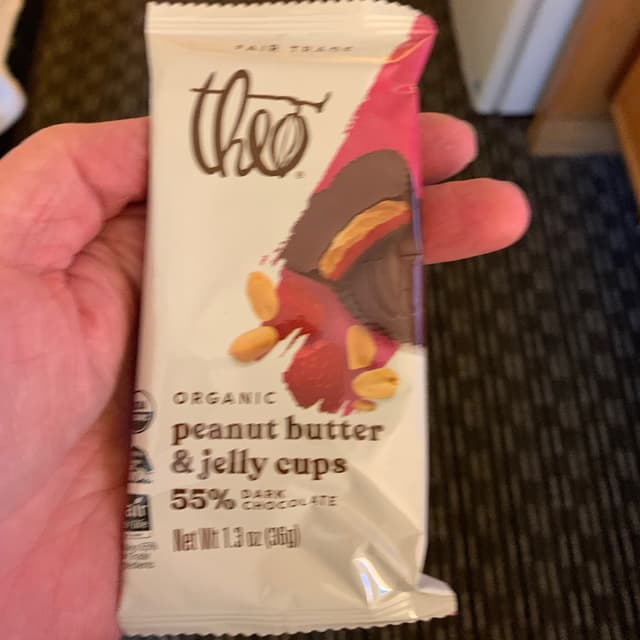 FAIR TRADE
theo
ORGANIC
peanut butter
& jelly cups
55% DARK
CHOCOLATE
Net Wt 1.3 oz (36g)